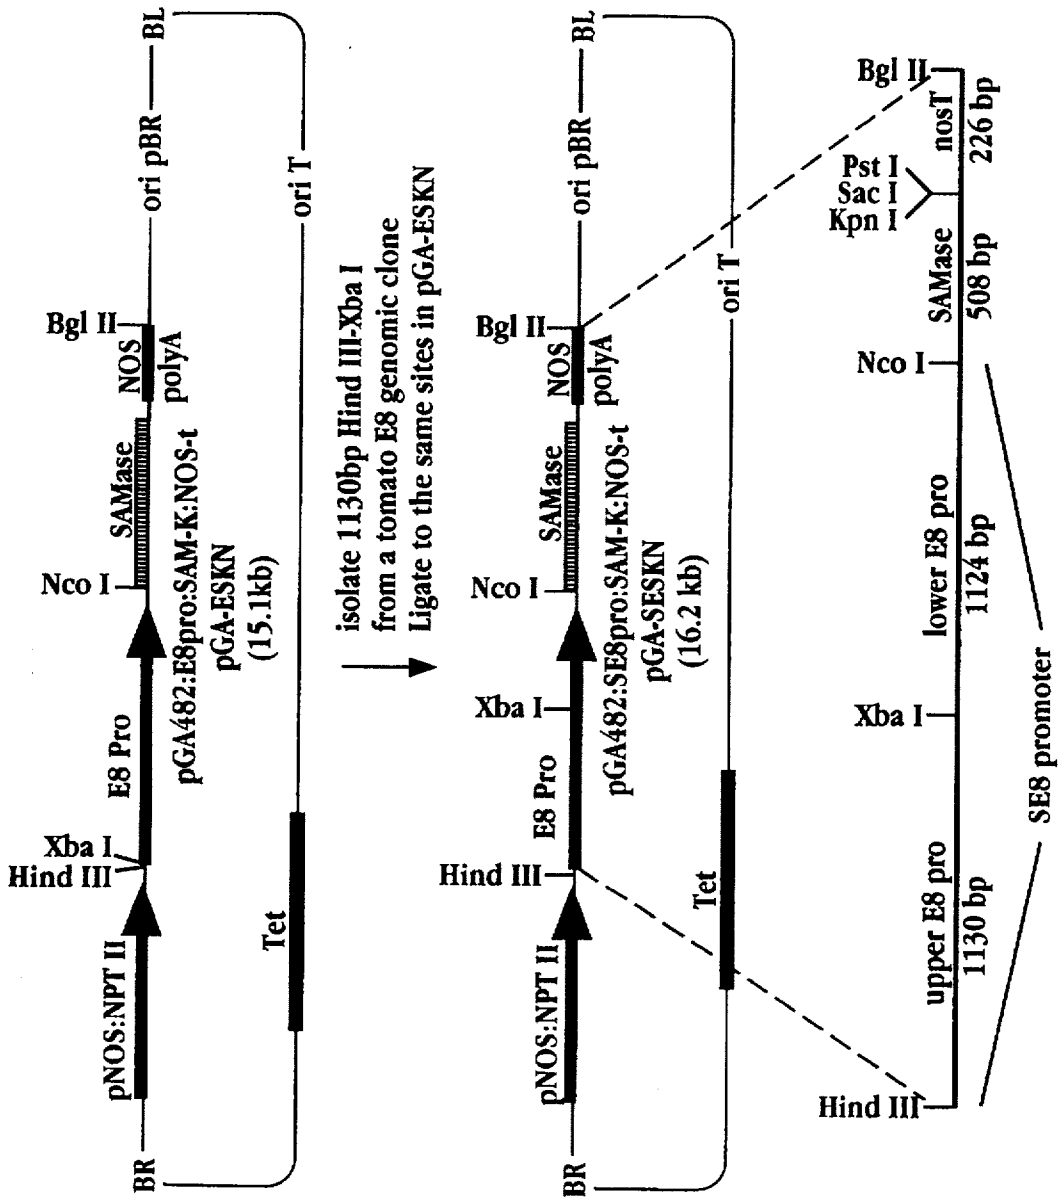 BR
pNOS:NPT II
Hind III
Xba I
E8 Pro
Nco I
SAMase
NOS
polyA
Bgl II
ori pBR
BL
pGA482:E8pro:SAM-K:NOS-t
pGA-ESKN
(15.1kb)
Tet
ori T
isolate 1130bp Hind III-Xba I
from a tomato E8 genomic clone
Ligate to the same sites in pGA-ESKN
BR
pNOS:NPT II
Hind III
E8 Pro
Xba I
Nco I
SAMase
NOS
polyA
Bgl II
ori pBR
BL
pGA482:SE8pro:SAM-K:NOS-t
pGA-SESKN
(16.2 kb)
Tet
ori T
Hind III
upper E8 pro
1130 bp
Xba I
lower E8 pro
1124 bp
Nco I
SAMase
508 bp
Pst I
Sac I
Kpn I
nosT
226 bp
Bgl II
SE8 promoter